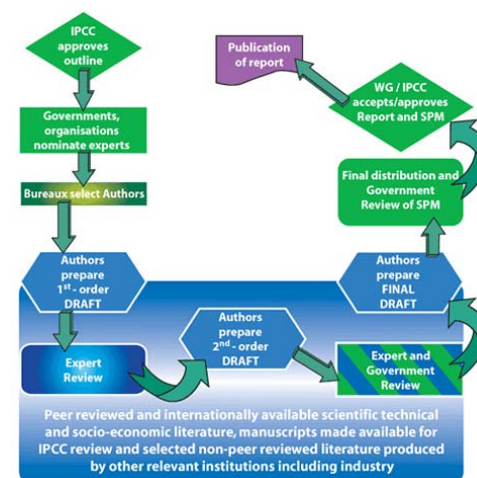 IPCC
approves
outline
Governments,
organisations
nominate experts
Bureaux select Authors
Authors
prepare
1st - order
DRAFT
Expert
Review
Authors
prepare
2nd - order
DRAFT
Expert and
Government
Review
Authors
prepare
FINAL
DRAFT
Final distribution and
Government
Review of SPM
WG / IPCC
accepts/approves
Report and SPM
Publication
of report
Peer reviewed and internationally available scientific technical
and socio-economic literature, manuscripts made available for
IPCC review and selected non-peer reviewed literature produced
by other relevant institutions including industry